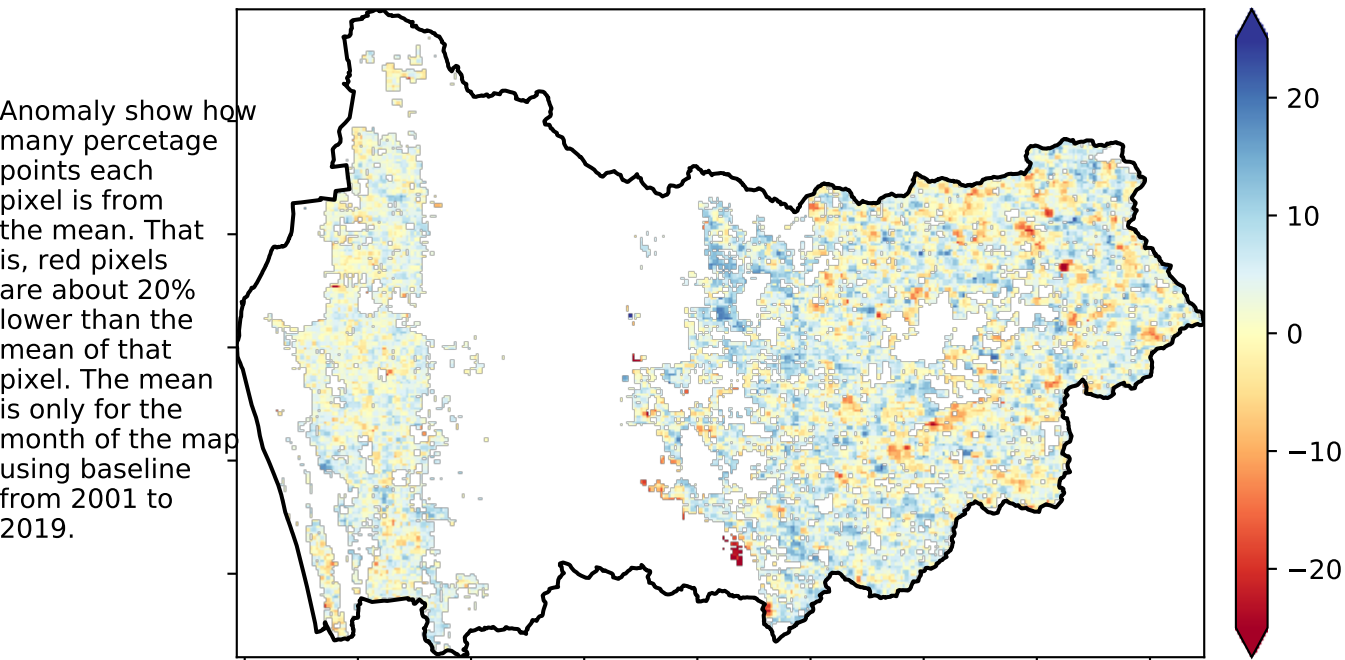 Anomaly show how
many percetage
points each
pixel is from
the mean. That
is, red pixels
are about 20%
lower than the
mean of that
pixel. The mean
is only for the
month of the map
using baseline
from 2001 to
2019.
20
10
0
−10
−20